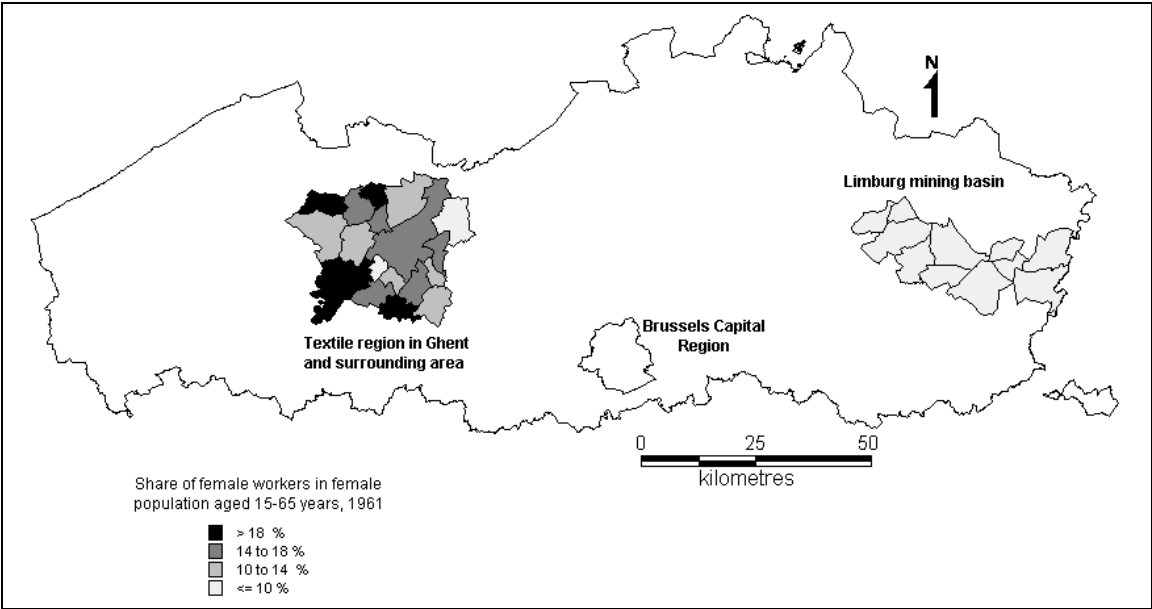 N
Limburg mining basin
Brussels Capital
Region
Textile region in Ghent
and surrounding area
0 25 50
kilometres
Share of female workers in female
population aged 15-65 years, 1961
> 18 %
14 to 18 %
10 to 14 %
<= 10 %